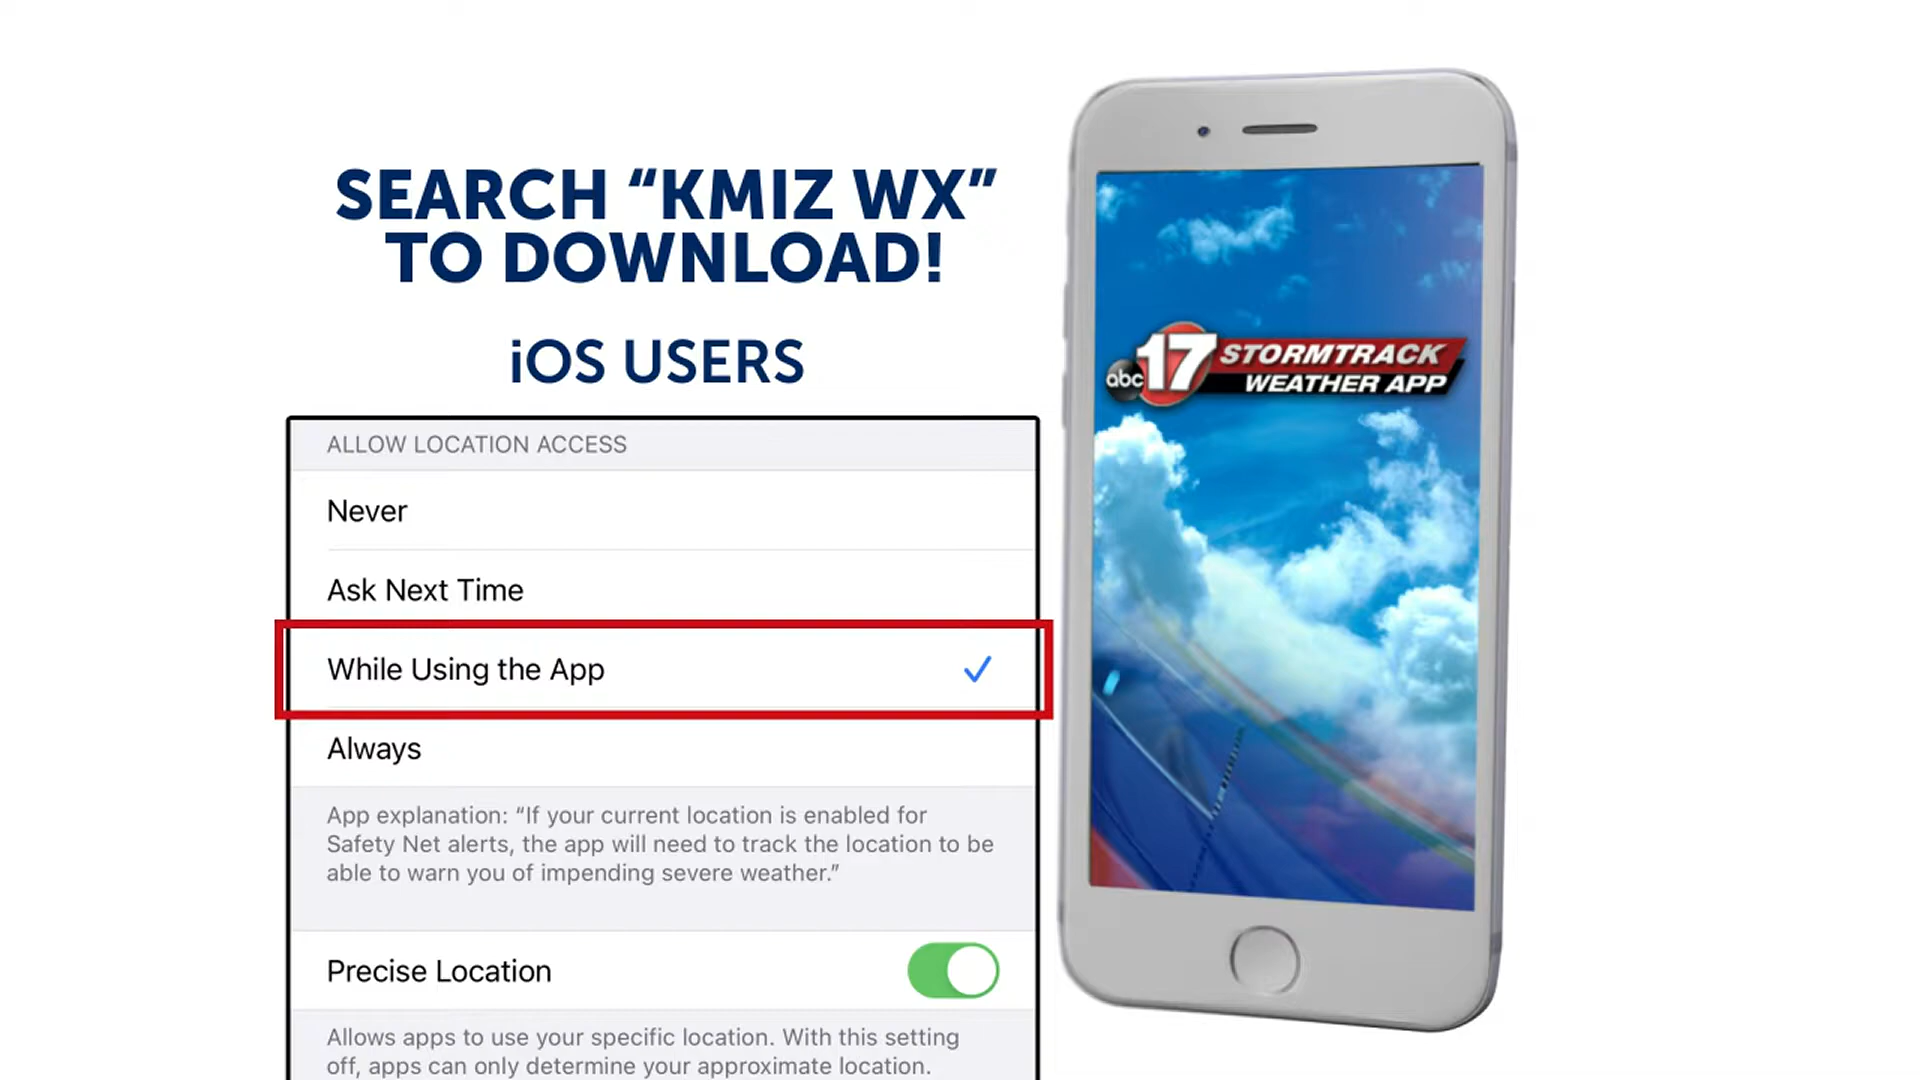 SEARCH “KMIZ WX”
TO DOWNLOAD!
iOS USERS
ALLOW LOCATION ACCESS
Never
Ask Next Time
While Using the App
Always
App explanation: “If your current location is enabled for
Safety Net alerts, the app will need to track the location to be
able to warn you of impending severe weather.”
Precise Location
Allows apps to use your specific location. With this setting
off, apps can only determine your approximate location.
abc 17 STORMTRACK
WEATHER APP